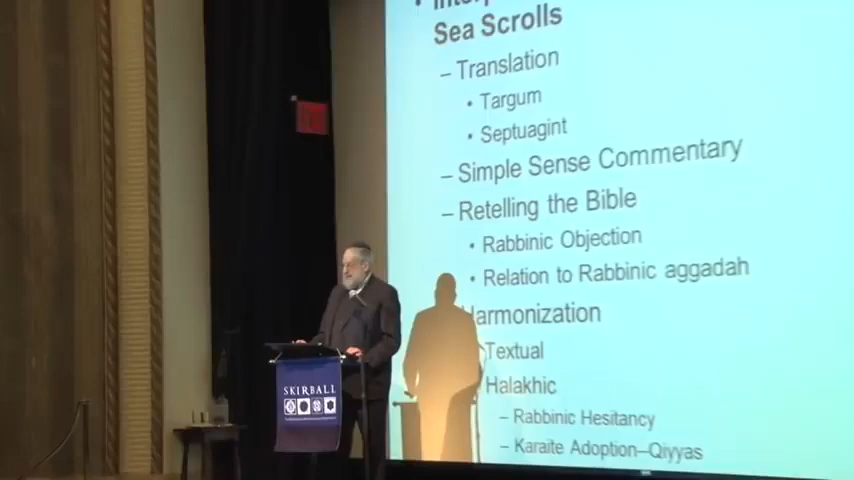 Sea Scrolls
– Translation
• Targum
• Septuagint
– Simple Sense Commentary
– Retelling the Bible
• Rabbinic Objection
• Relation to Rabbinic aggadah
Harmonization
Textual
Halakhic
– Rabbinic Hesitancy
– Karaite Adoption–Qiyyas
SKIRBALL